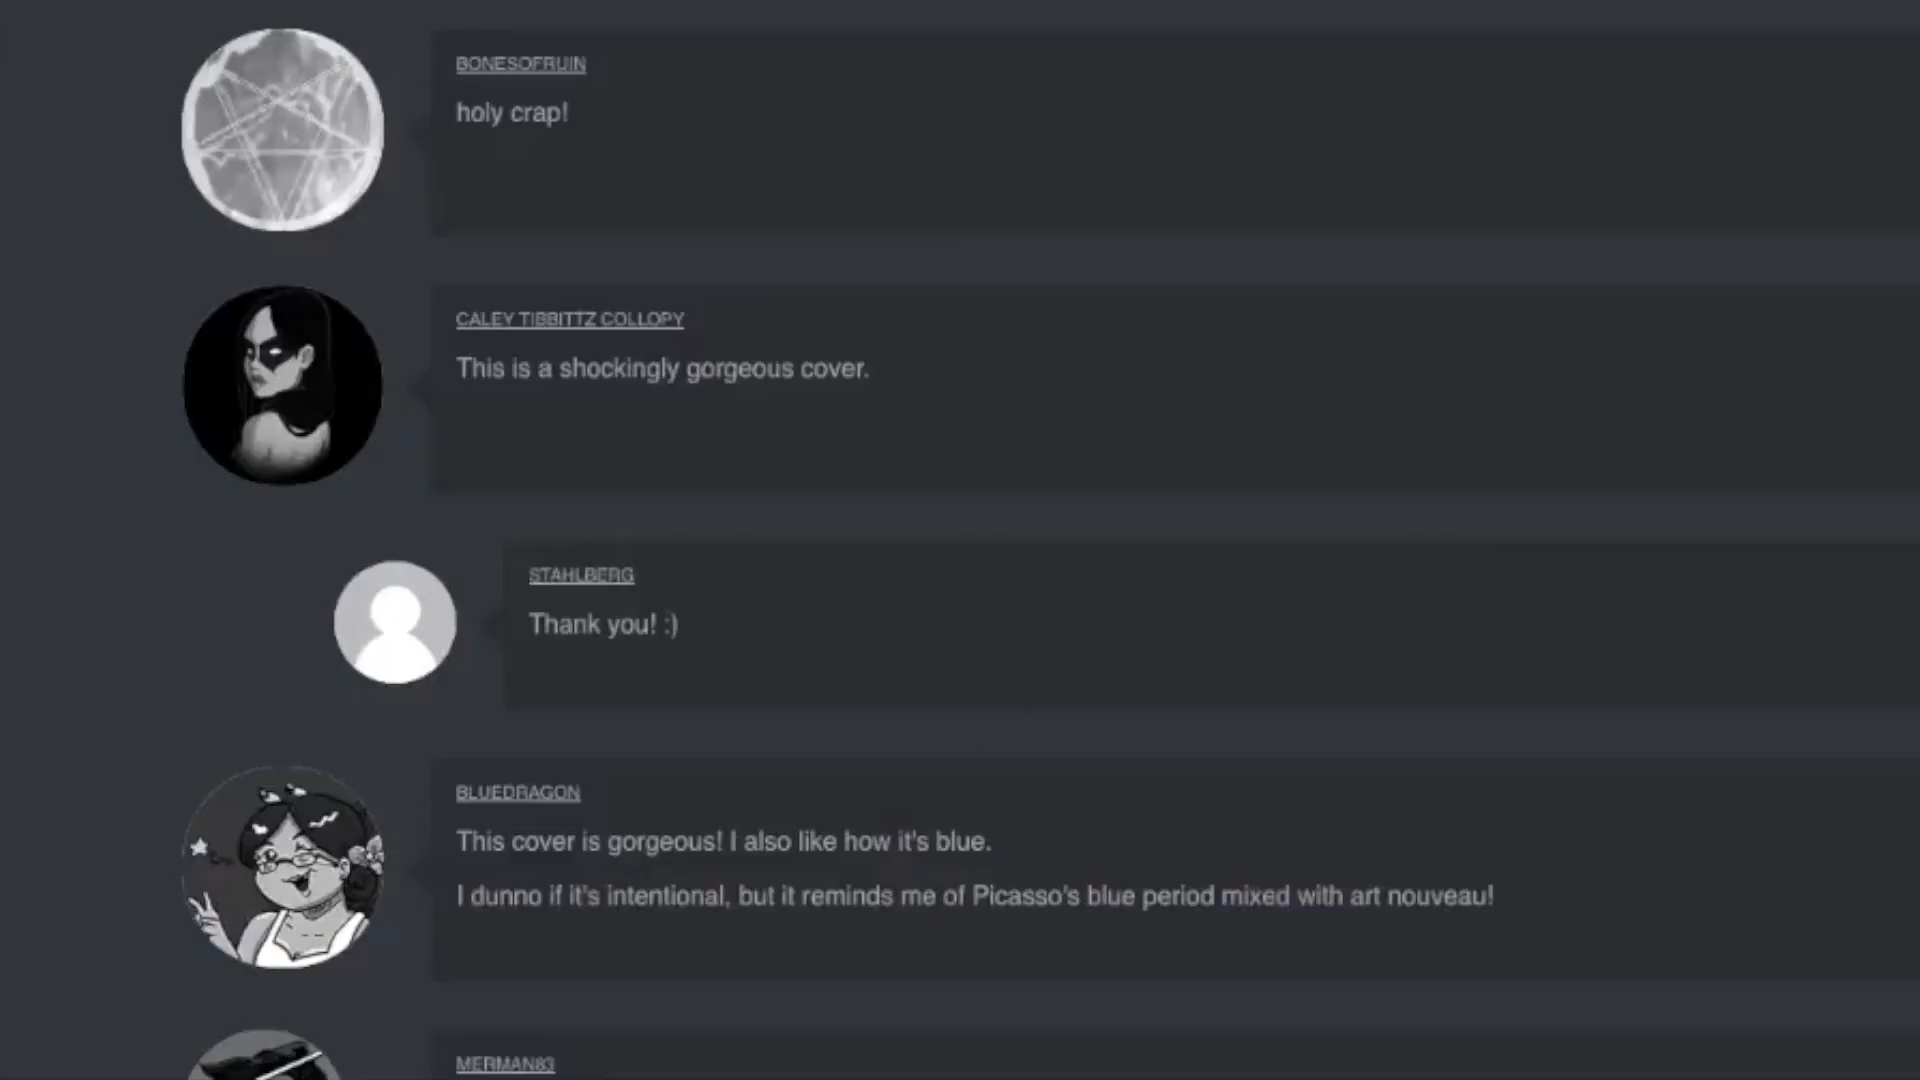 BONESOFRUIN
holy crap!
CALEY TIBBITTZ COLLOPY
This is a shockingly gorgeous cover.
STAHLBERG
Thank you! :)
BLUEDRAGON
This cover is gorgeous! I also like how it's blue.
I dunno if it's intentional, but it reminds me of Picasso's blue period mixed with art nouveau!
MERMAN83